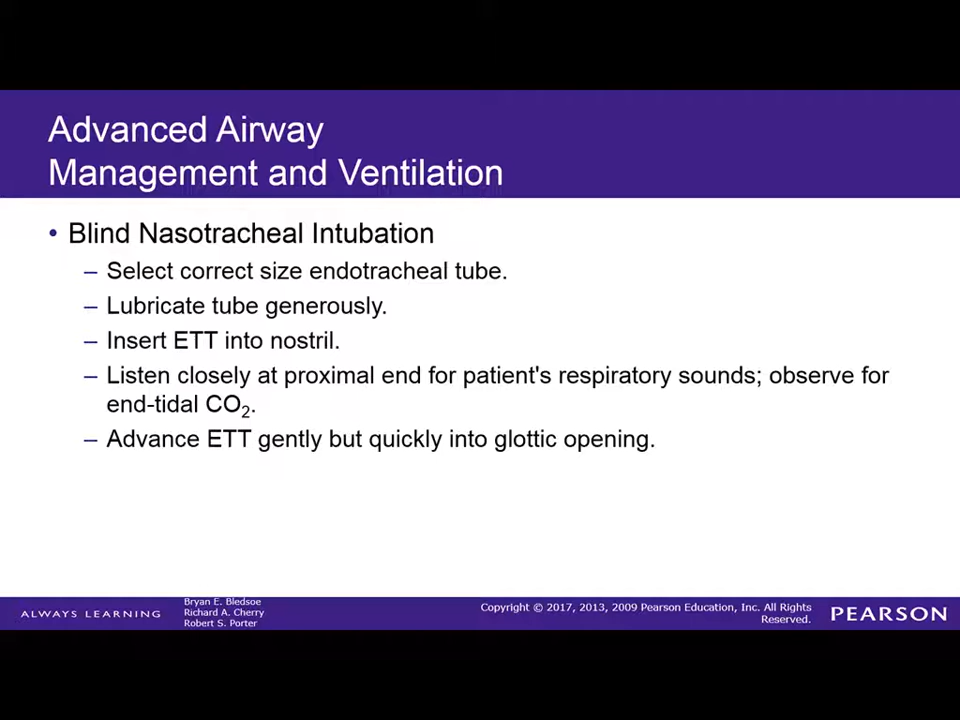 Advanced Airway
Management and Ventilation
• Blind Nasotracheal Intubation
– Select correct size endotracheal tube.
– Lubricate tube generously.
– Insert ETT into nostril.
– Listen closely at proximal end for patient's respiratory sounds; observe for
end-tidal CO₂.
– Advance ETT gently but quickly into glottic opening.
ALWAYS LEARNING
Bryan E. Bledsoe
Richard A. Cherry
Robert S. Porter
Copyright © 2017, 2013, 2009 Pearson Education, Inc. All Rights
Reserved.
PEARSON